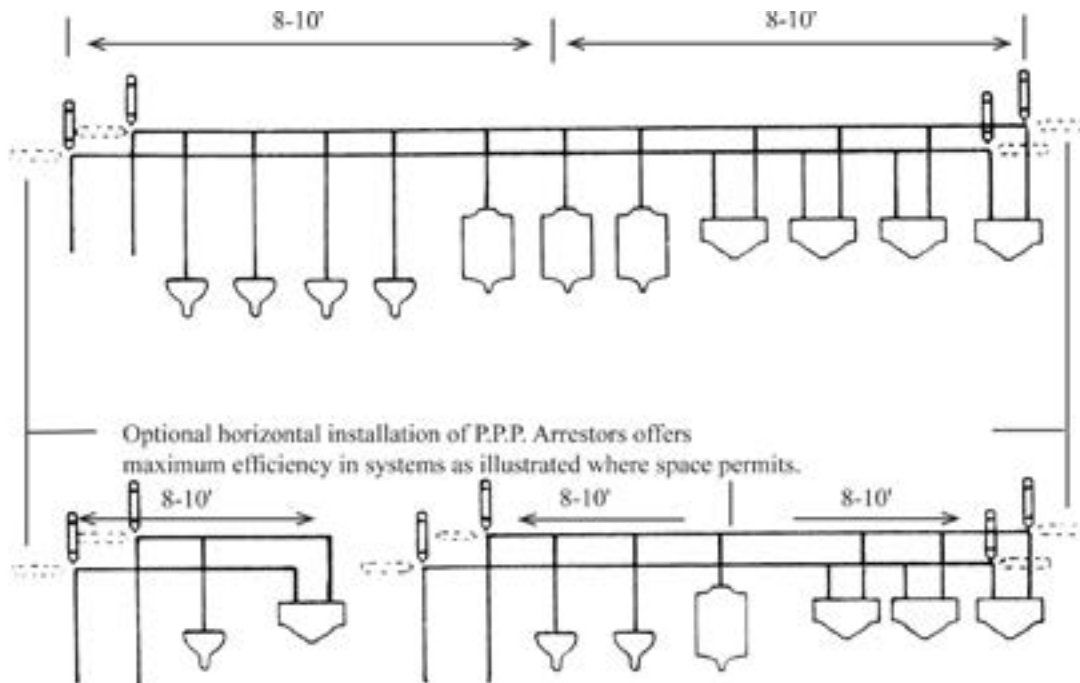 8-10'
8-10'
Optional horizontal installation of P.P.P. Arrestors offers
maximum efficiency in systems as illustrated where space permits.
8-10'
8-10'
8-10'